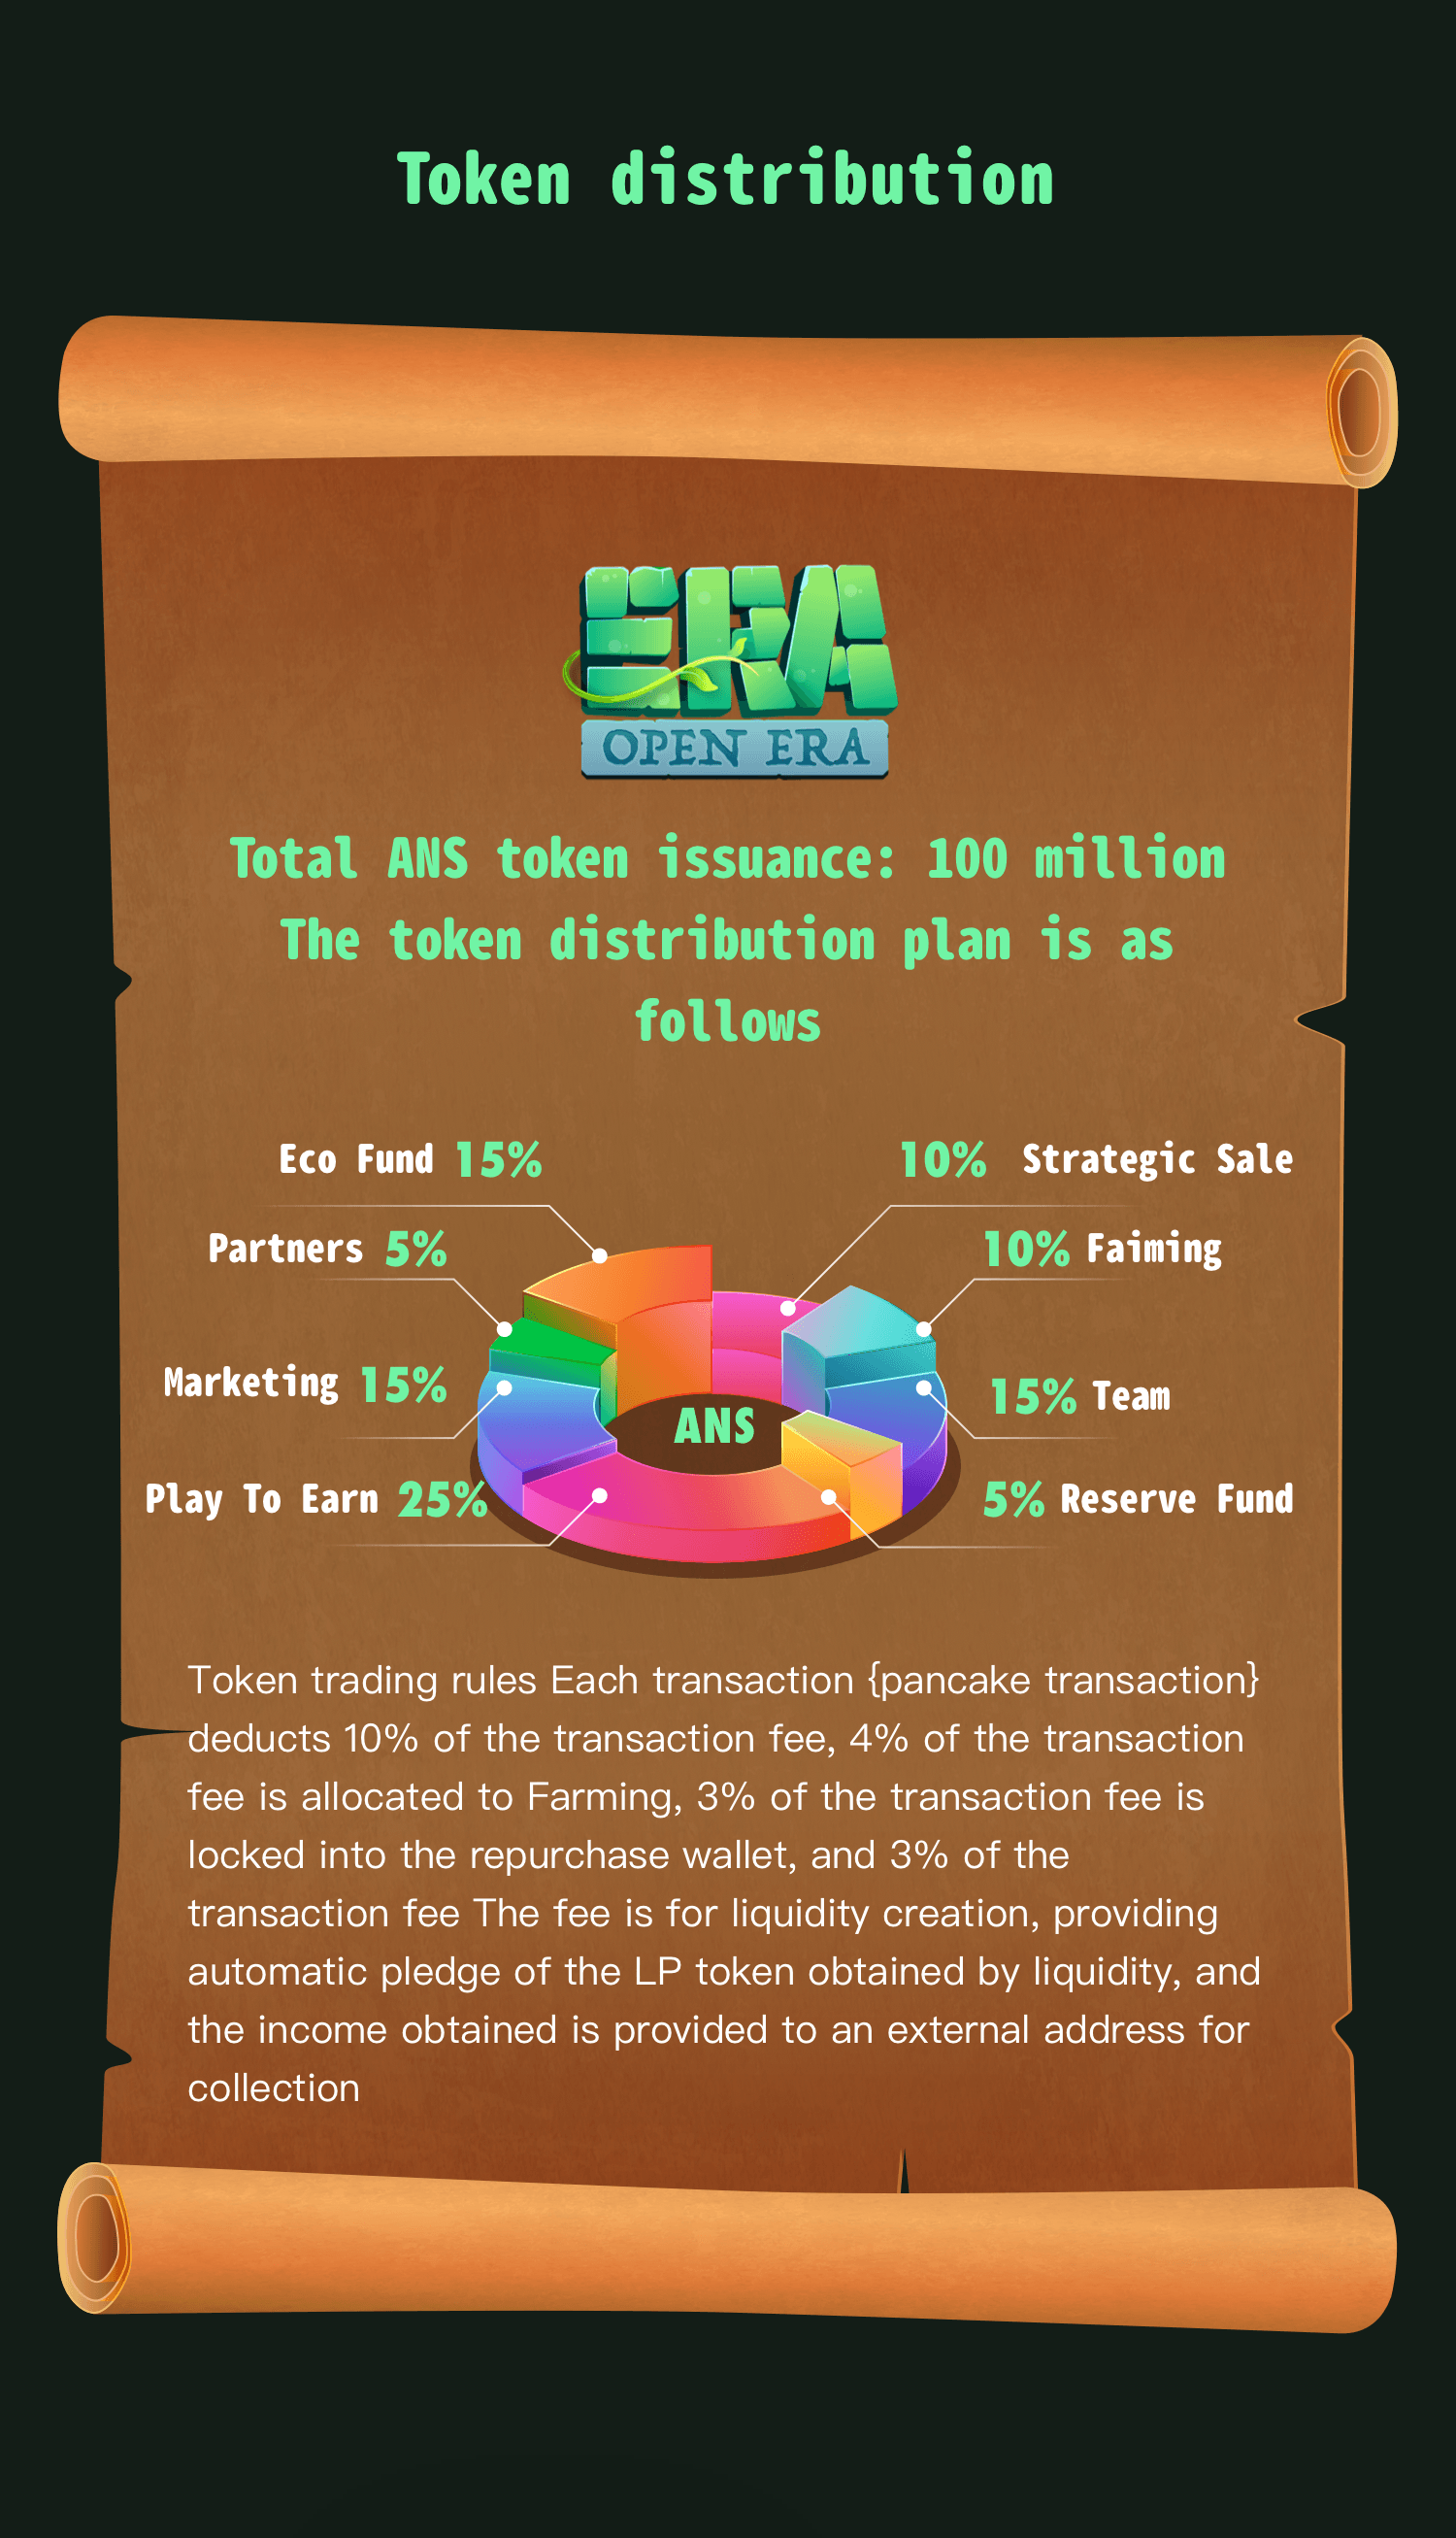 Token distribution
ERA
OPEN ERA
Total ANS token issuance: 100 million
The token distribution plan is as
follows
Eco Fund 15%
10% Strategic Sale
Partners 5%
10% Faiming
Marketing 15%
15% Team
ANS
Play To Earn 25%
5% Reserve Fund
Token trading rules Each transaction {pancake transaction}
deducts 10% of the transaction fee, 4% of the transaction
fee is allocated to Farming, 3% of the transaction fee is
locked into the repurchase wallet, and 3% of the
transaction fee The fee is for liquidity creation, providing
automatic pledge of the LP token obtained by liquidity, and
the income obtained is provided to an external address for
collection